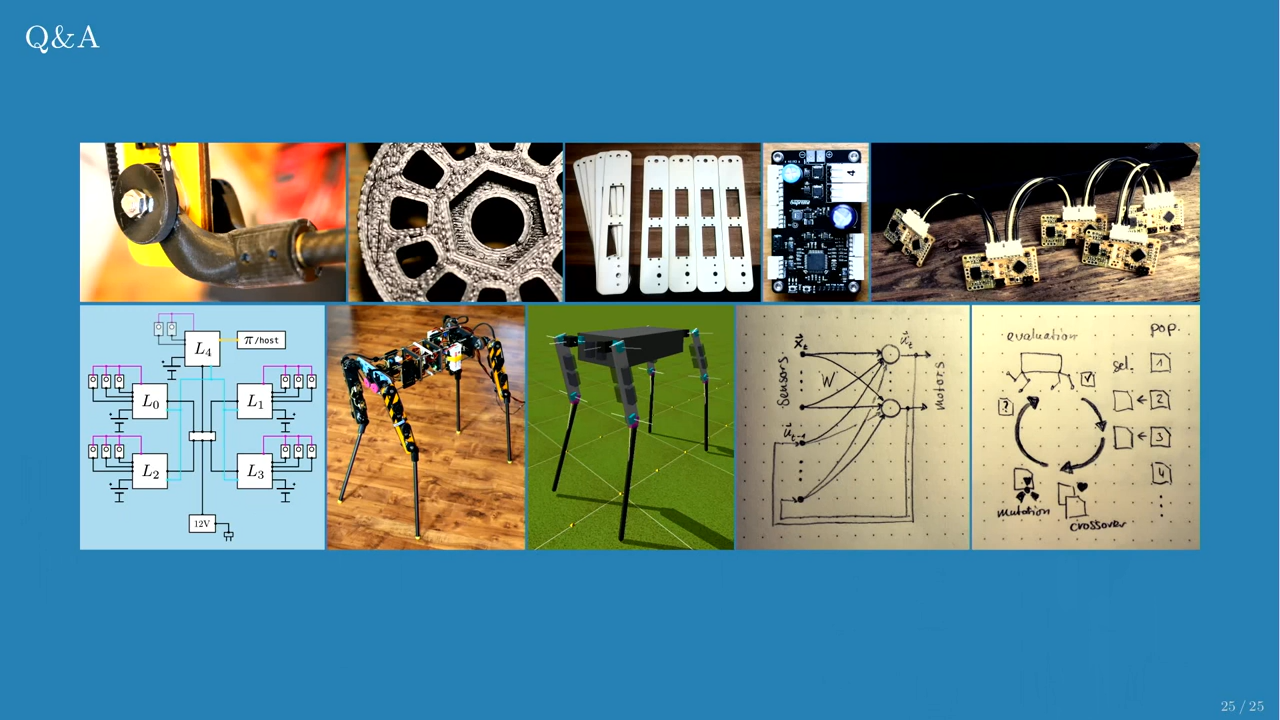 Q&A
4
L4
π/host
L0
L1
L2
L3
12V
Sensors
W
motors
evaluation
pop.
sel.
1
2
3
4
?
mutation
crossover
25 / 25